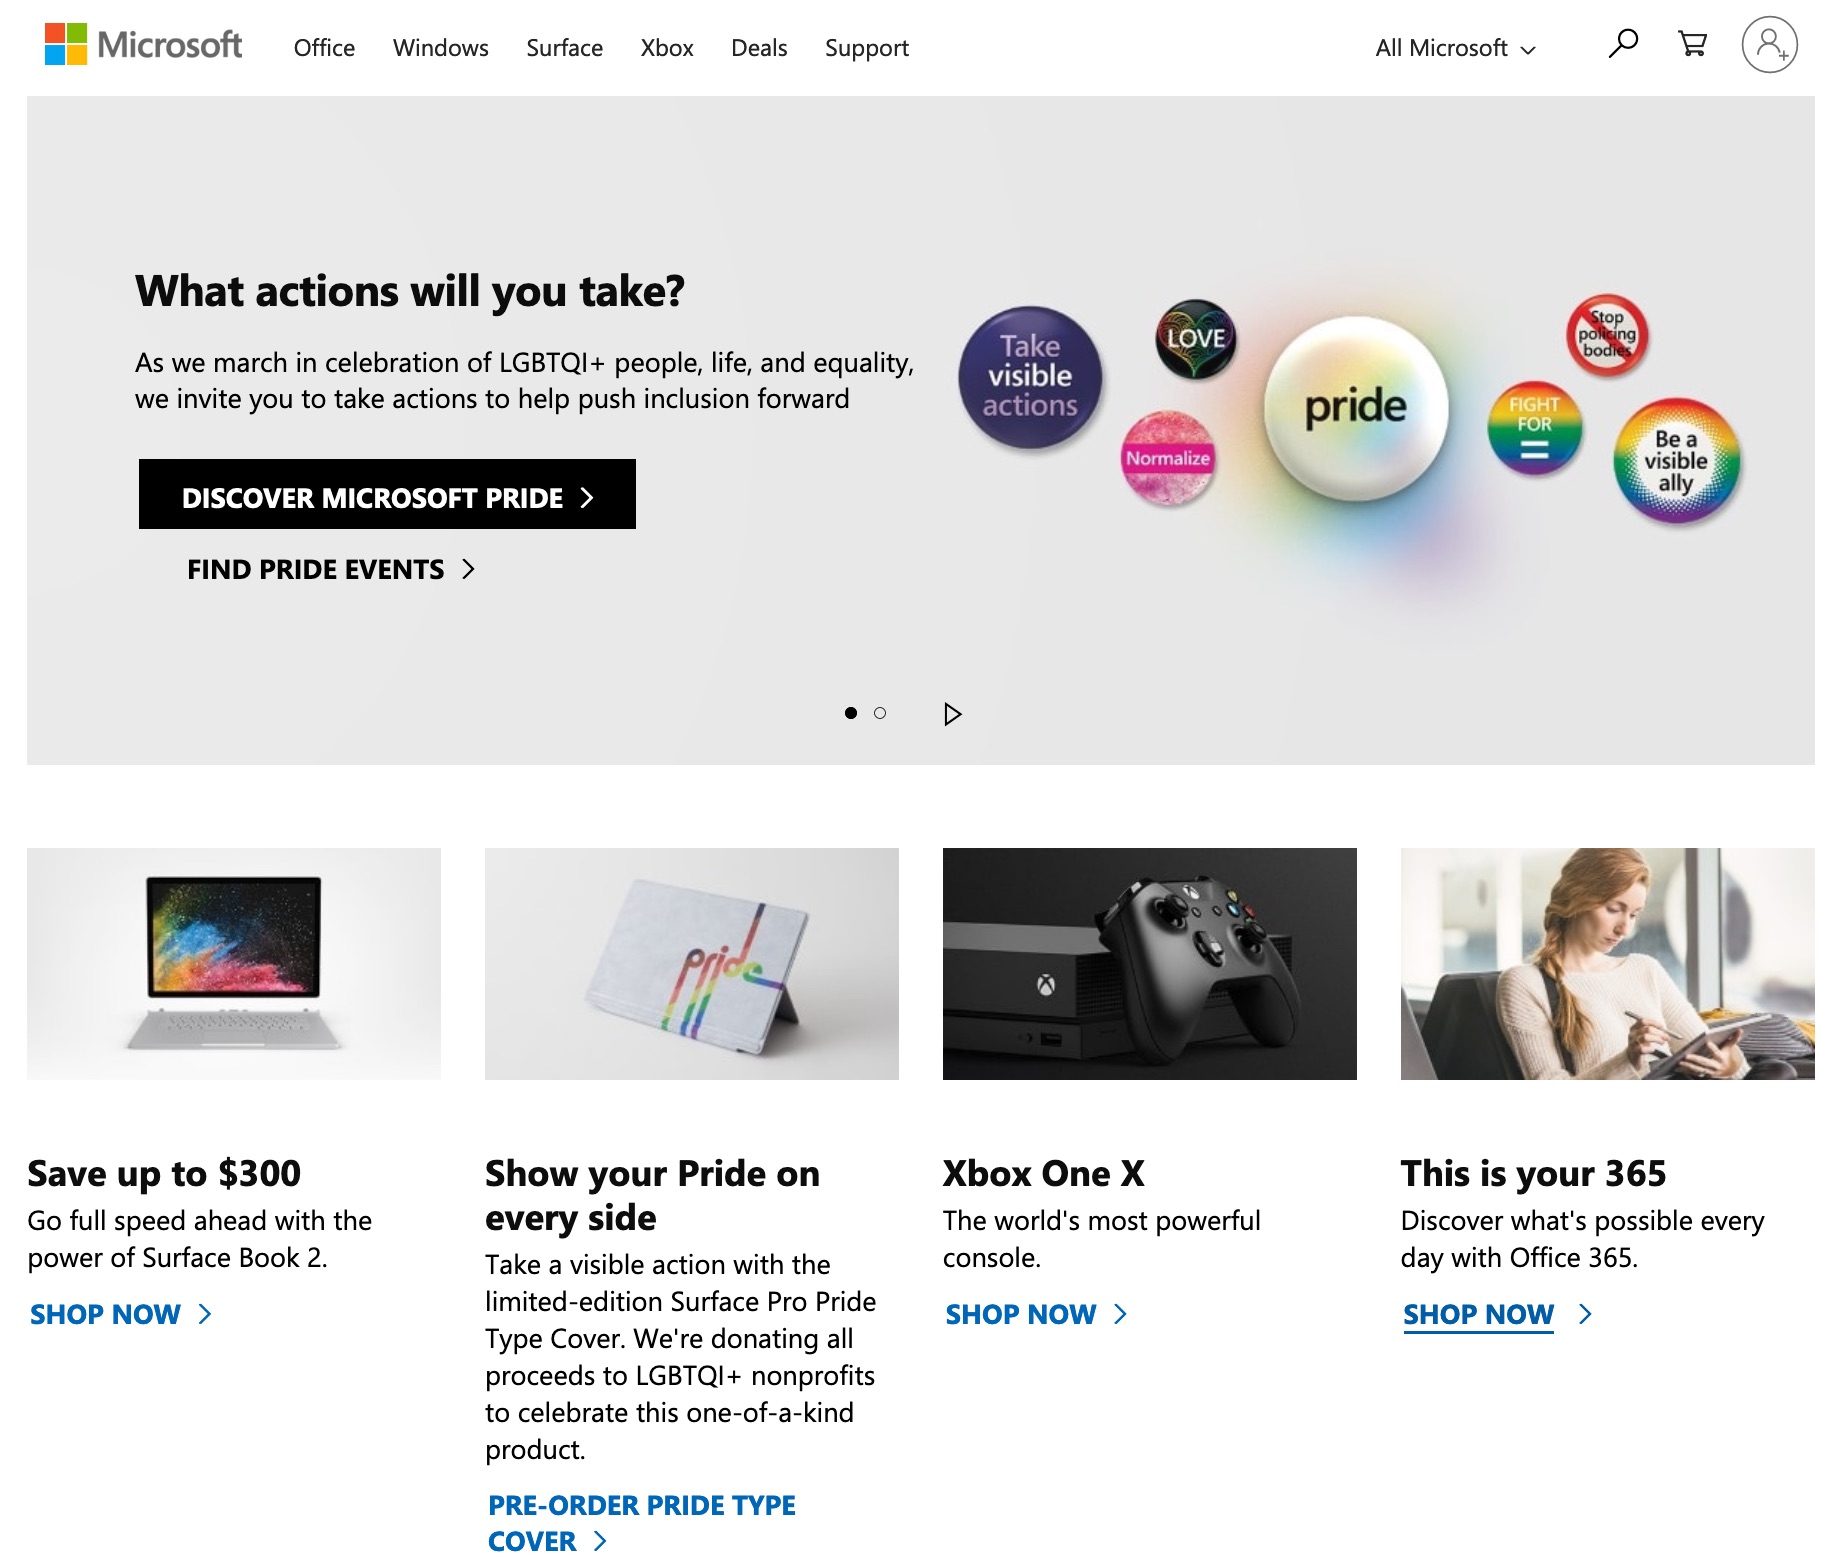 Microsoft
Office
Windows
Surface
Xbox
Deals
Support
All Microsoft
What actions will you take?
As we march in celebration of LGBTQI+ people, life, and equality,
we invite you to take actions to help push inclusion forward
DISCOVER MICROSOFT PRIDE
FIND PRIDE EVENTS
Take
visible
actions
LOVE
Normalize
pride
FIGHT
FOR
=
Stop
policing
bodies
Be a
visible
ally
pride
Save up to $300
Go full speed ahead with the
power of Surface Book 2.
SHOP NOW
Show your Pride on
every side
Take a visible action with the
limited-edition Surface Pro Pride
Type Cover. We're donating all
proceeds to LGBTQI+ nonprofits
to celebrate this one-of-a-kind
product.
PRE-ORDER PRIDE TYPE
COVER
Xbox One X
The world's most powerful
console.
SHOP NOW
This is your 365
Discover what's possible every
day with Office 365.
SHOP NOW